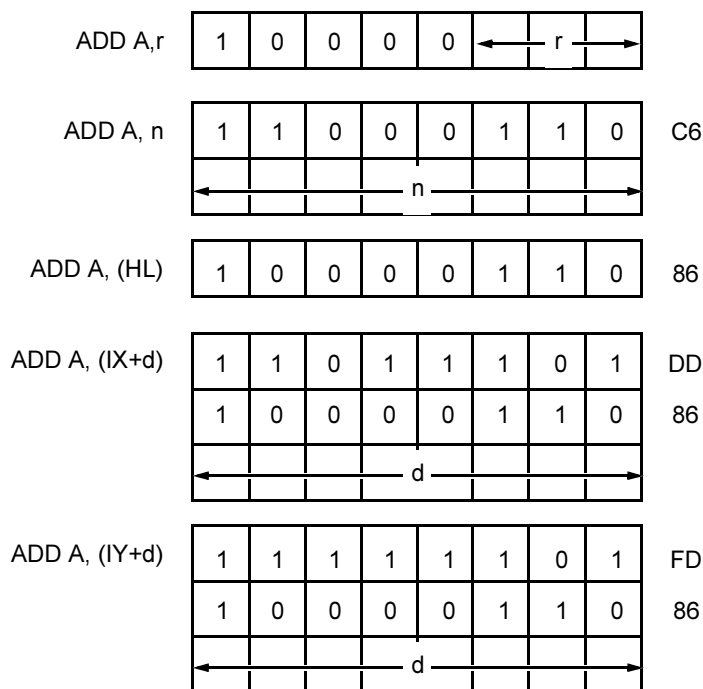 ADD A,r 1 0 0 0 0 r
ADD A, n 1 1 0 0 0 1 1 0 C6
n
ADD A, (HL) 1 0 0 0 0 1 1 0 86
ADD A, (IX+d) 1 1 0 1 1 1 0 1 DD
1 0 0 0 0 1 1 0 86
d
ADD A, (IY+d) 1 1 1 1 1 1 0 1 FD
1 0 0 0 0 1 1 0 86
d